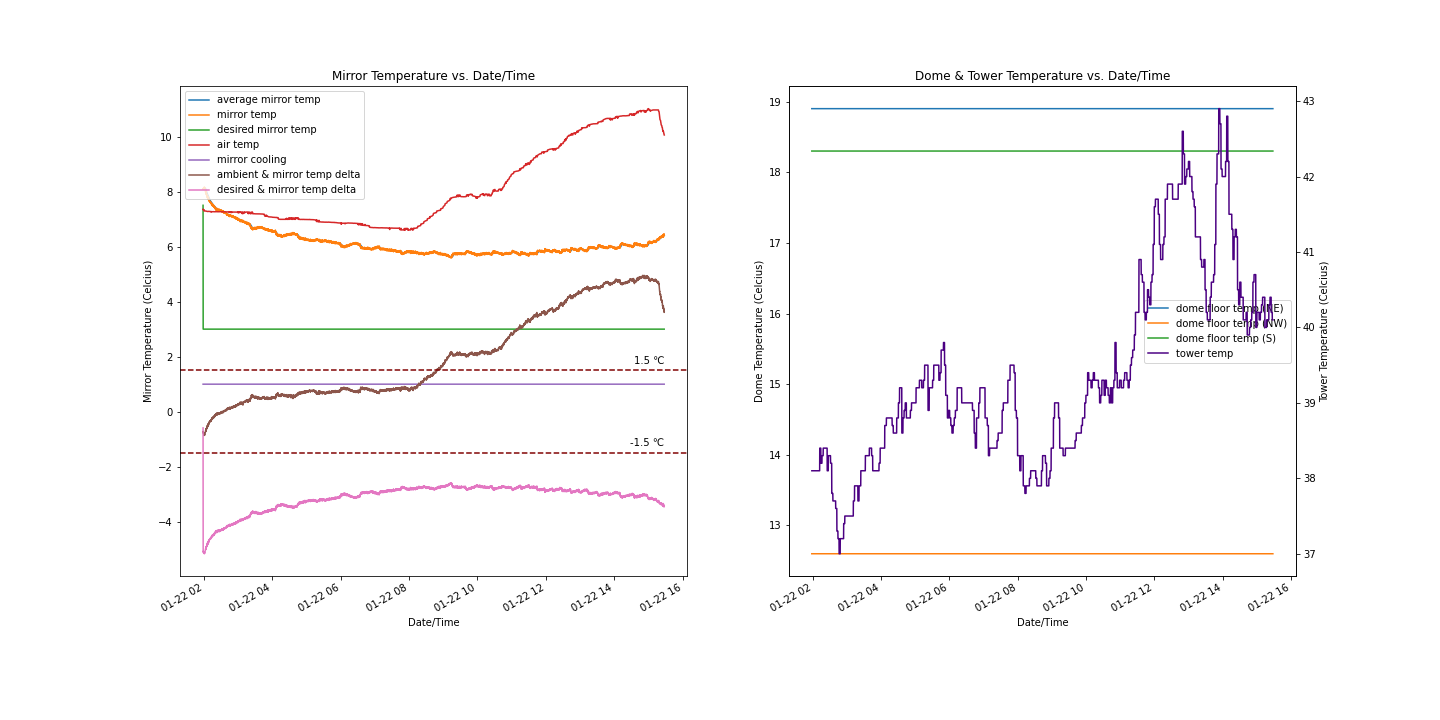 Mirror Temperature vs. Date/Time
Mirror Temperature (Celcius)
10
8
6
4
2
0
−2
−4
average mirror temp
mirror temp
desired mirror temp
air temp
mirror cooling
ambient & mirror temp delta
desired & mirror temp delta
1.5 °C
-1.5 °C
01-22 02
01-22 04
01-22 06
01-22 08
01-22 10
01-22 12
01-22 14
01-22 16
Date/Time
Dome & Tower Temperature vs. Date/Time
Dome Temperature (Celcius)
19
18
17
16
15
14
13
dome floor temp (NE)
dome floor temp (NW)
dome floor temp (S)
tower temp
43
42
41
40
39
38
37
Tower Temperature (Celcius)
01-22 02
01-22 04
01-22 06
01-22 08
01-22 10
01-22 12
01-22 14
01-22 16
Date/Time